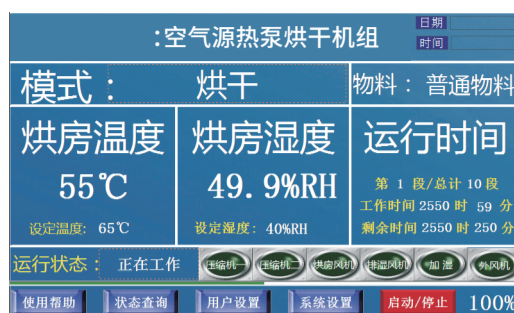 :空气源热泵烘干机组
日期
时间
模式： 烘干
物料： 普通物料
烘房温度
55℃
设定温度： 65℃
烘房湿度
49.9%RH
设定湿度： 40%RH
运行时间
第 1 段/总计 10 段
工作时间 2550 时 59 分
剩余时间 2550 时 250 分
运行状态： 正在工作
压缩机一
压缩机二
烘房风机
排湿风机
加湿
外风机
使用帮助
状态查询
用户设置
系统设置
启动/停止
100%